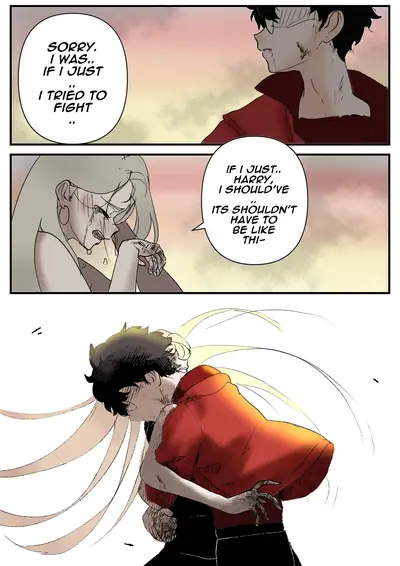 SORRY.
I WAS..
IF I JUST
..
I TRIED TO
FIGHT
..
IF I JUST..
HARRY,
I SHOULD'VE
..
ITS SHOULDN'T
HAVE TO
BE LIKE
THI-